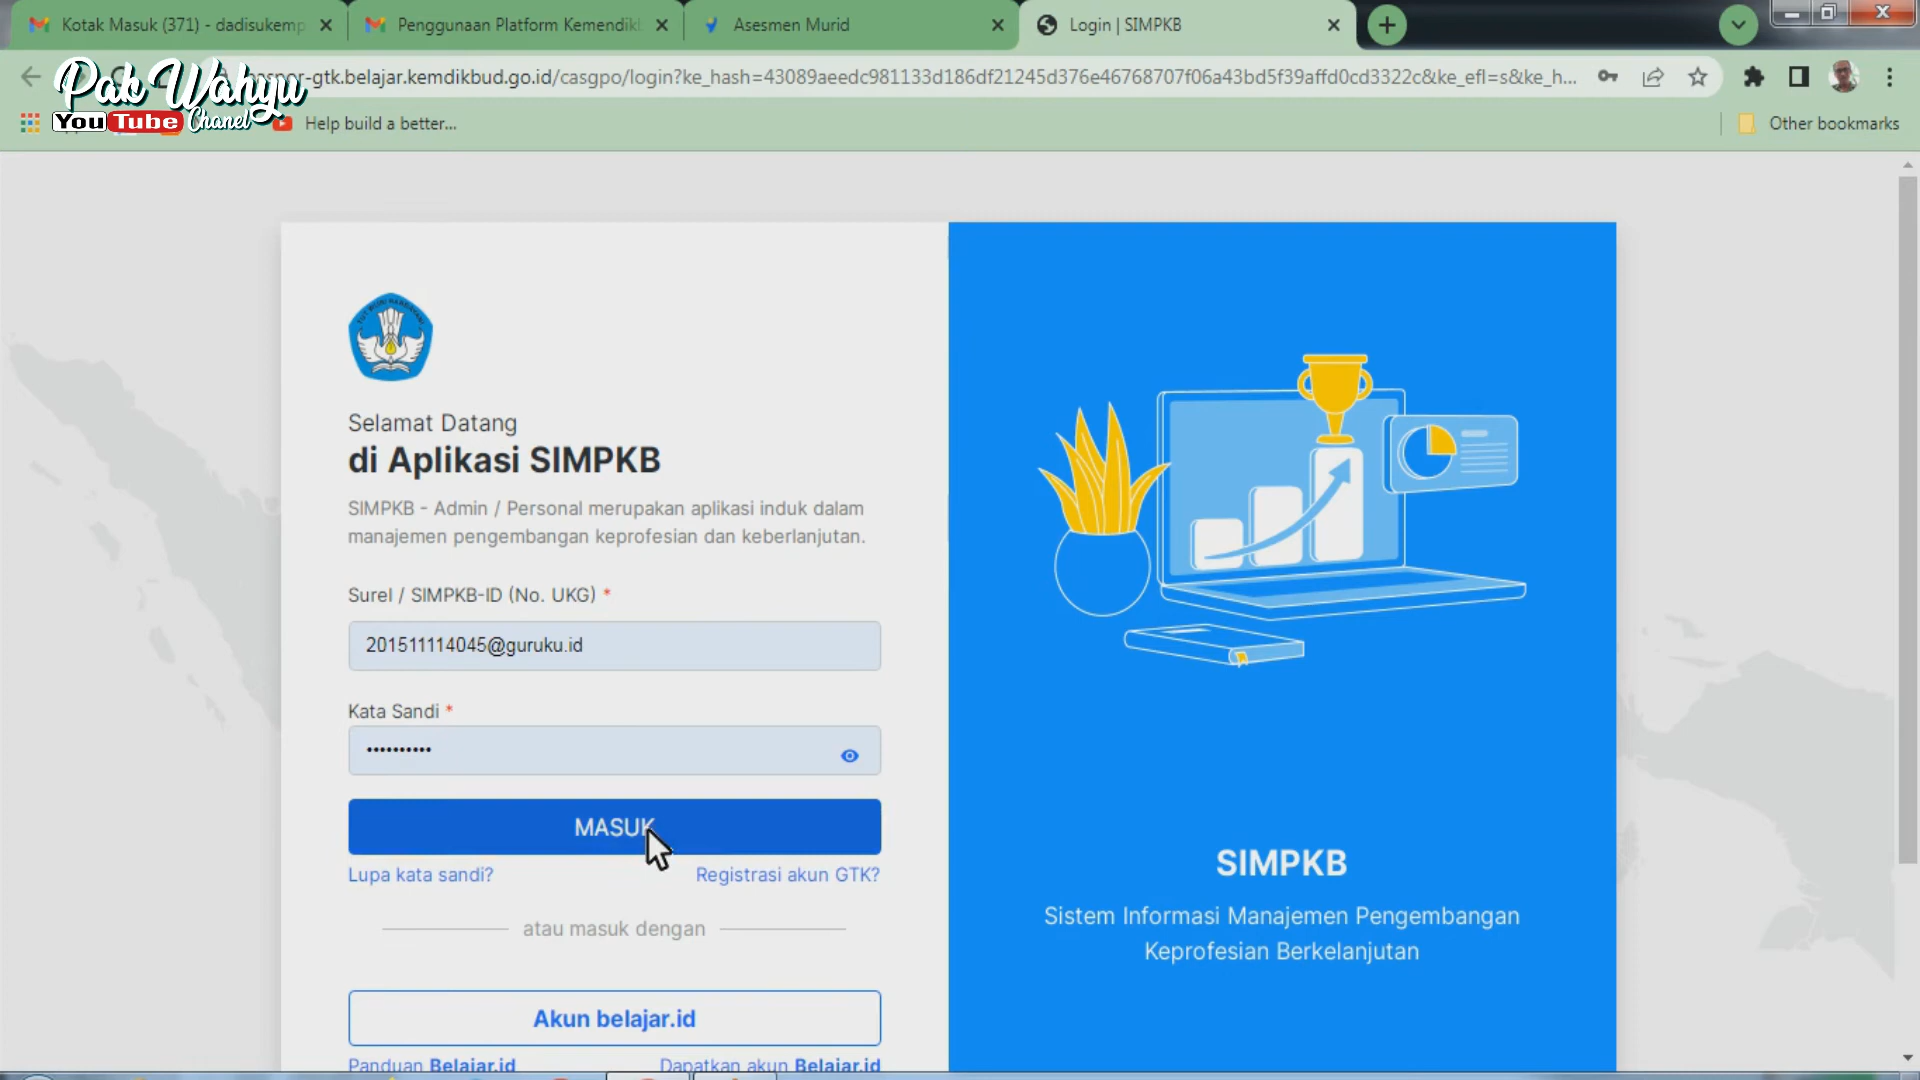 Kotak Masuk (371) - dadisukemp
Penggunaan Platform Kemendikb
Asesmen Murid
Login | SIMPKB
-gtk.belajar.kemdikbud.go.id/casgpo/login?ke_hash=43089aeedc981133d186df21245d376e46768707f06a43bd5f39affd0cd3322c&ke_efl=s&ke_h...
Pak Wahyu
YouTube Chanel
Help build a better...
Other bookmarks
Selamat Datang
di Aplikasi SIMPKB
SIMPKB - Admin / Personal merupakan aplikasi induk dalam
manajemen pengembangan keprofesian dan keberlanjutan.
Surel / SIMPKB-ID (No. UKG) *
201511114045@guruku.id
Kata Sandi *
••••••••••
MASUK
Lupa kata sandi?
Registrasi akun GTK?
atau masuk dengan
Akun belajar.id
Panduan Belajar.id
Dapatkan akun Belajar.id
SIMPKB
Sistem Informasi Manajemen Pengembangan
Keprofesian Berkelanjutan